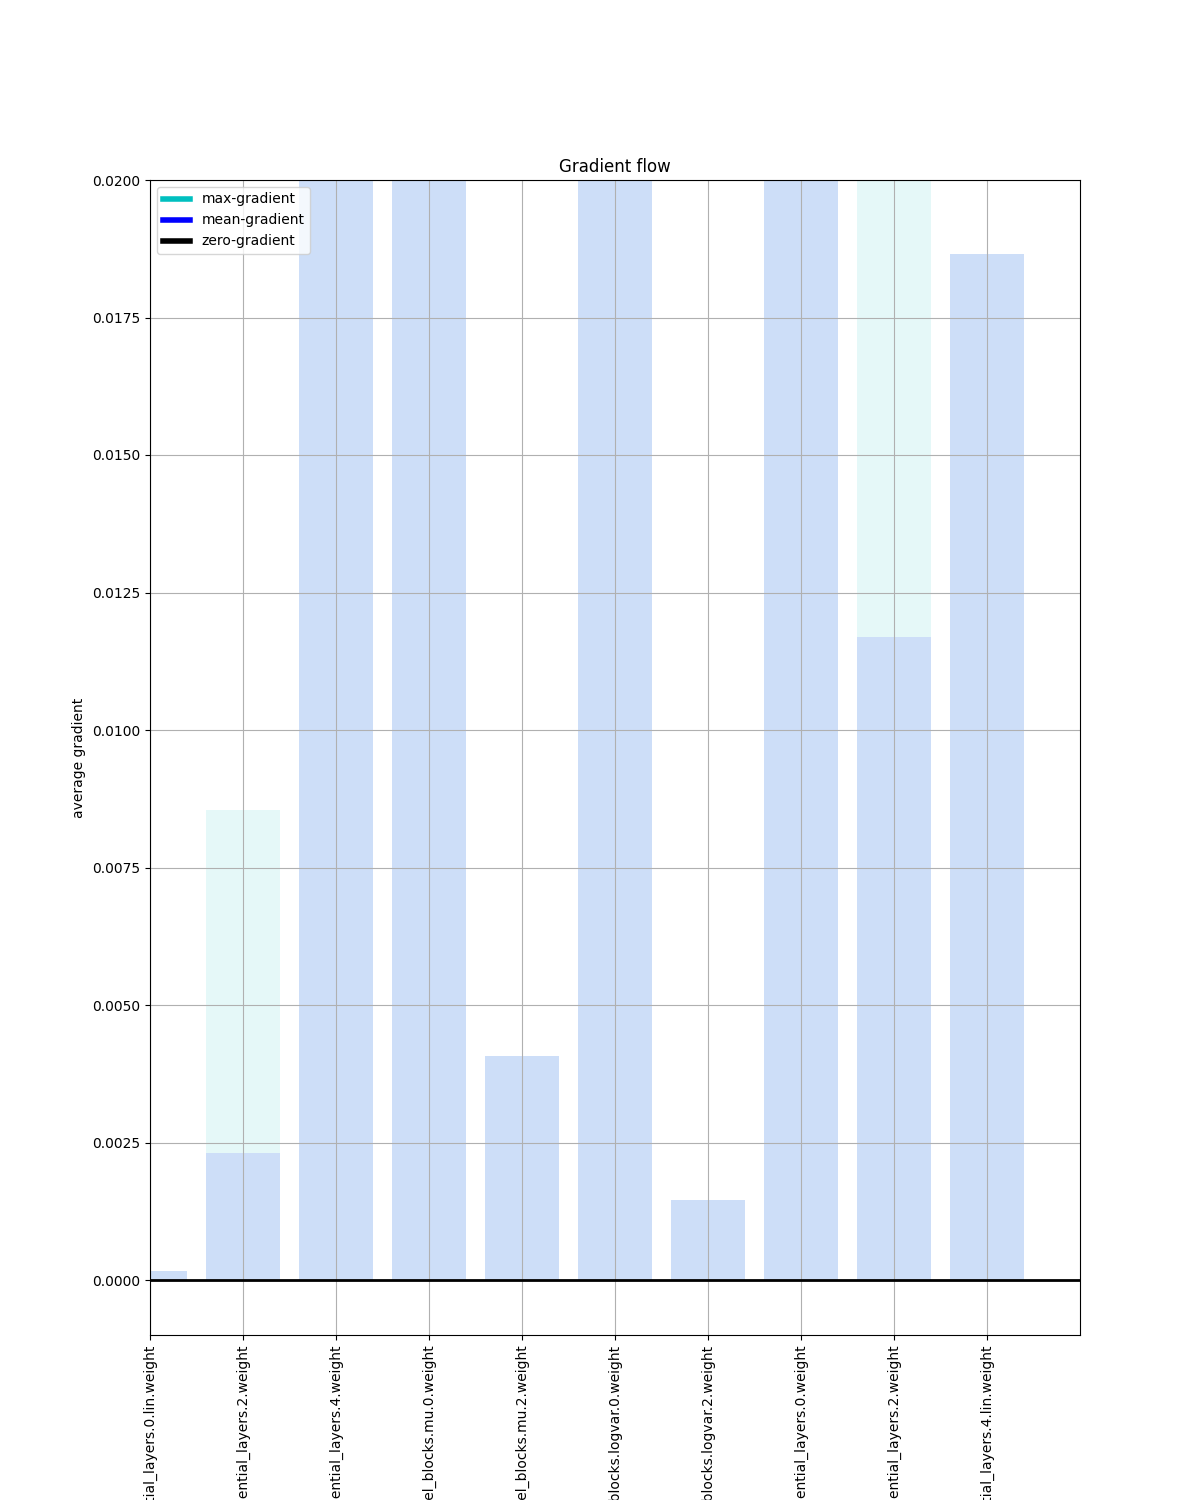 Gradient flow
max-gradient
mean-gradient
zero-gradient
0.0200
0.0175
0.0150
0.0125
0.0100
0.0075
0.0050
0.0025
0.0000
average gradient
tial_layers.0.lin.weight
ential_layers.2.weight
ential_layers.4.weight
el_blocks.mu.0.weight
el_blocks.mu.2.weight
blocks.logvar.0.weight
blocks.logvar.2.weight
ential_layers.0.weight
ential_layers.2.weight
tial_layers.4.lin.weight